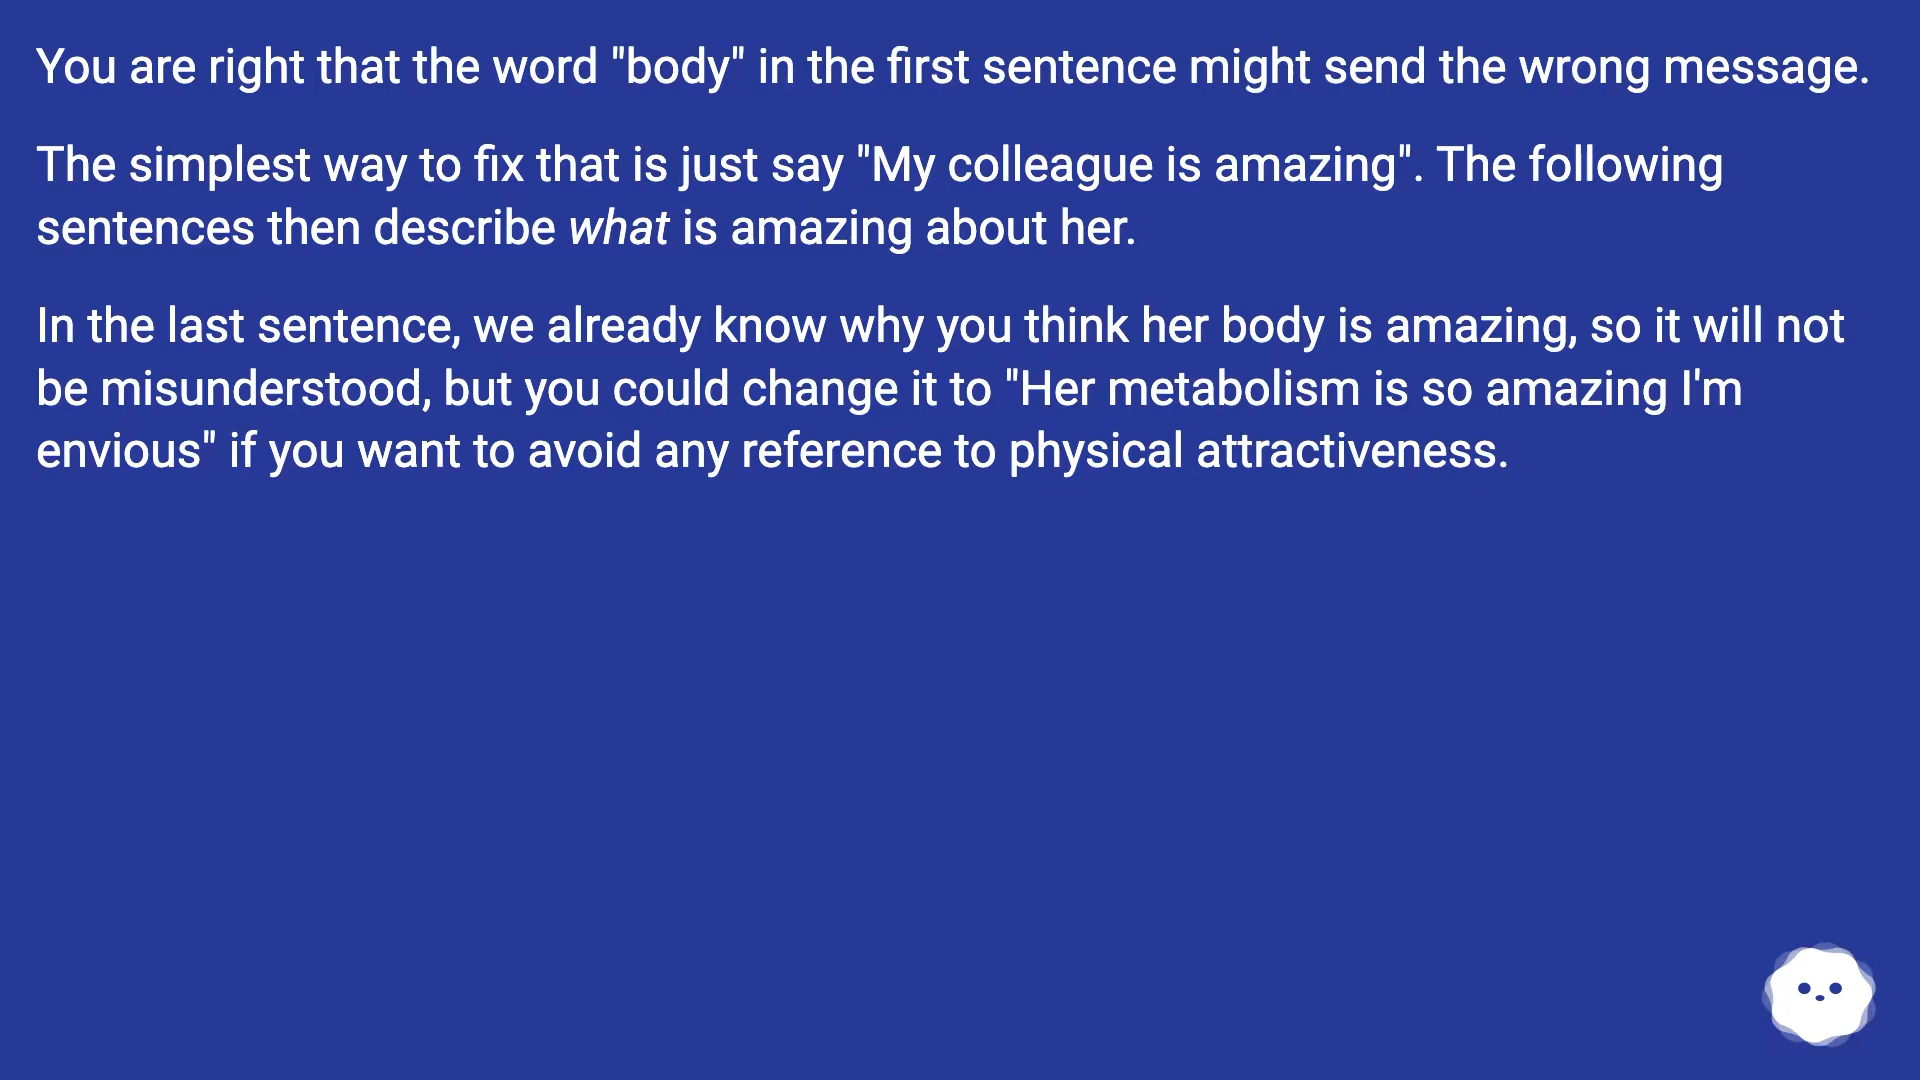 You are right that the word "body" in the first sentence might send the wrong message.
The simplest way to fix that is just say "My colleague is amazing". The following
sentences then describe what is amazing about her.
In the last sentence, we already know why you think her body is amazing, so it will not
be misunderstood, but you could change it to "Her metabolism is so amazing I'm
envious" if you want to avoid any reference to physical attractiveness.